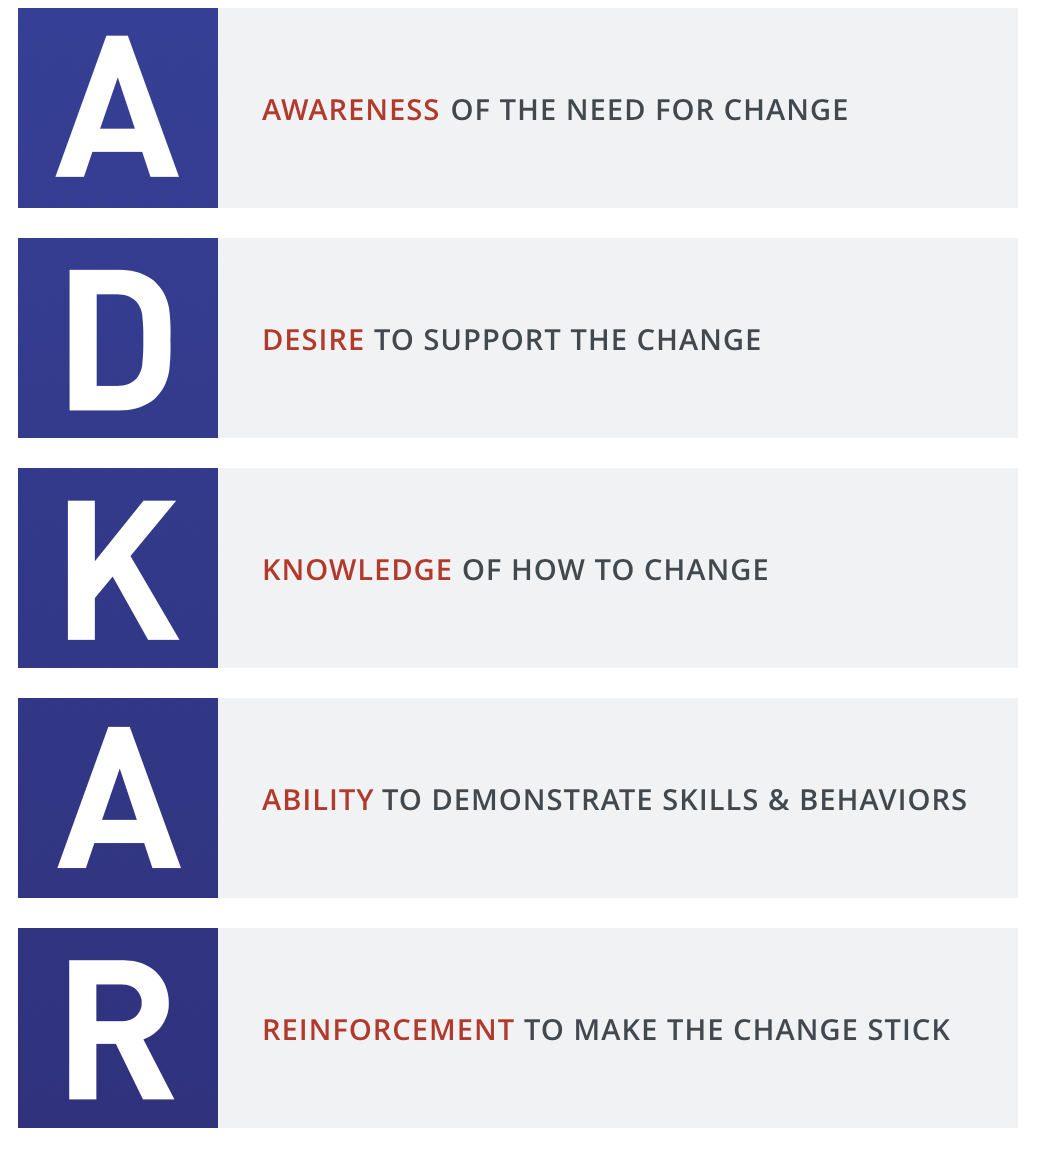 A
AWARENESS OF THE NEED FOR CHANGE
D
DESIRE TO SUPPORT THE CHANGE
K
KNOWLEDGE OF HOW TO CHANGE
A
ABILITY TO DEMONSTRATE SKILLS & BEHAVIORS
R
REINFORCEMENT TO MAKE THE CHANGE STICK